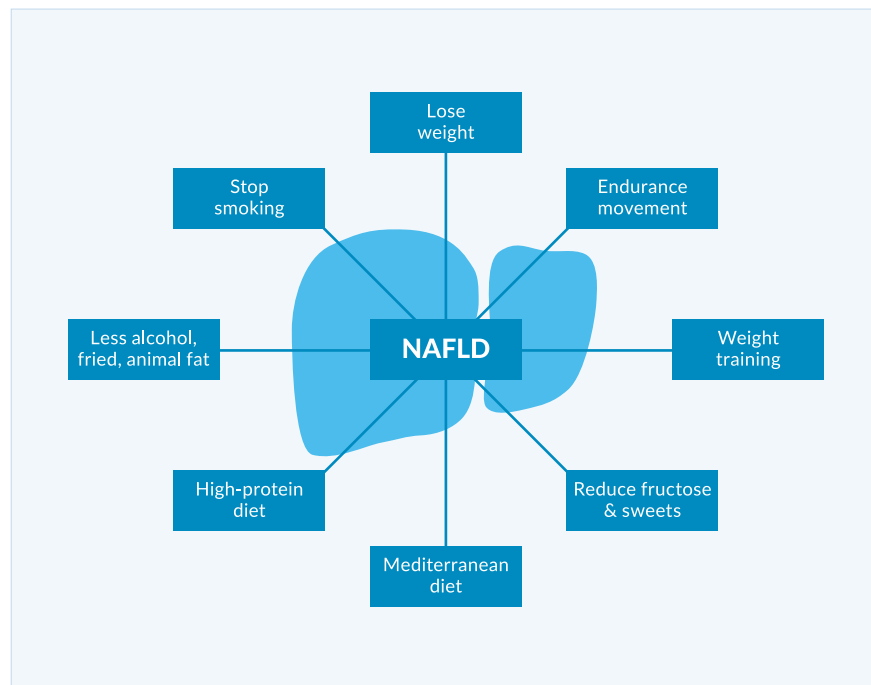 Lose
weight
Stop
smoking
Endurance
movement
Less alcohol,
fried, animal fat
NAFLD
Weight
training
High-protein
diet
Reduce fructose
& sweets
Mediterranean
diet